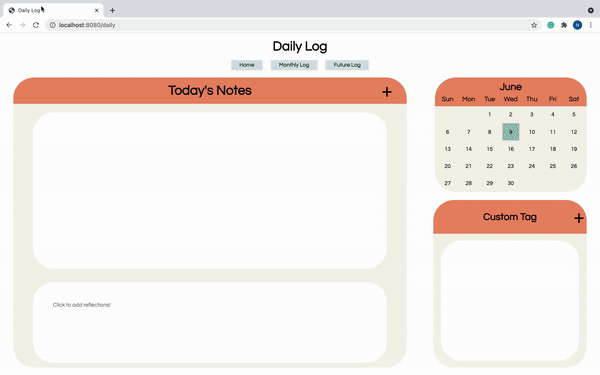 Daily Log
localhost:8080/daily
N
Daily Log
Home Monthly Log Future Log
Today's Notes +
Click to add reflections!
June
Sun Mon Tue Wed Thu Fri Sat
1 2 3 4 5
6 7 8 9 10 11 12
13 14 15 16 17 18 19
20 21 22 23 24 25 26
27 28 29 30
Custom Tag +